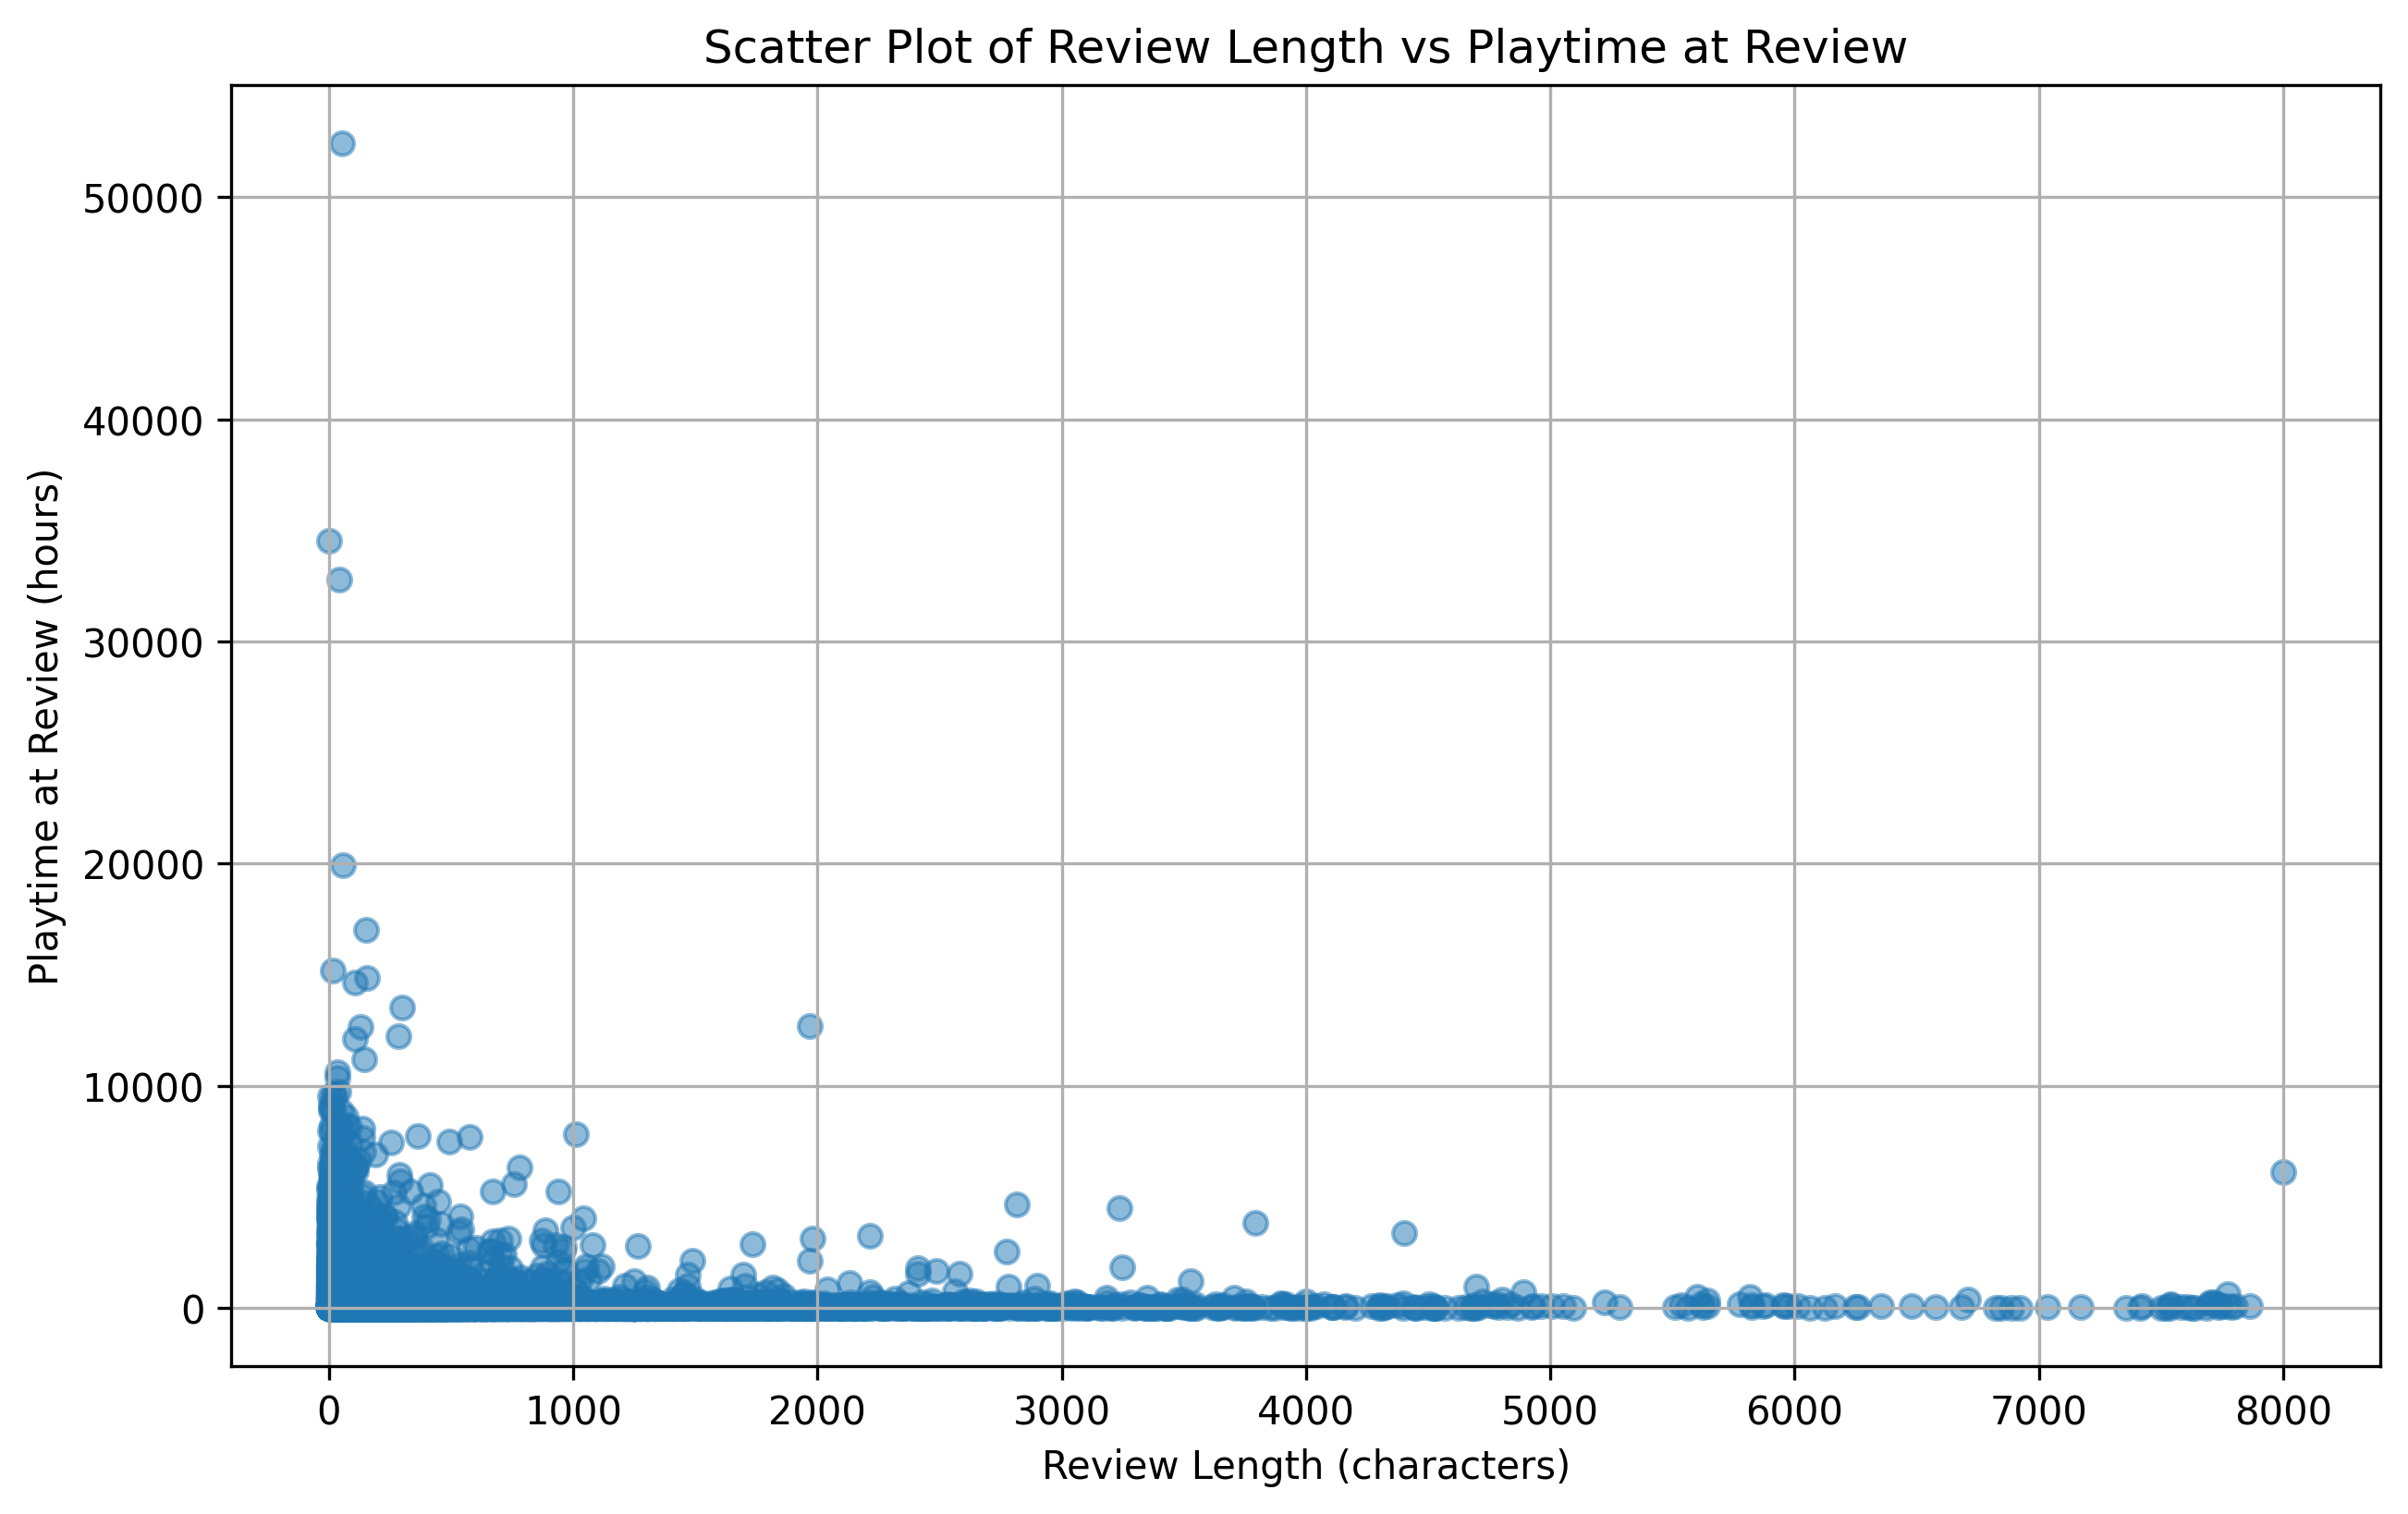 Scatter Plot of Review Length vs Playtime at Review
Playtime at Review (hours)
50000
40000
30000
20000
10000
0
0 1000 2000 3000 4000 5000 6000 7000 8000
Review Length (characters)